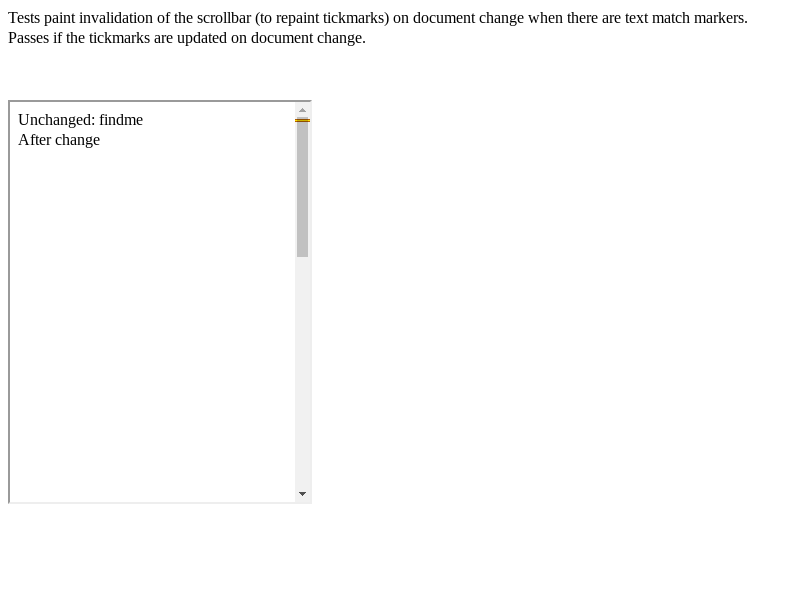 Tests paint invalidation of the scrollbar (to repaint tickmarks) on document change when there are text match markers.
Passes if the tickmarks are updated on document change.
Unchanged: findme
After change